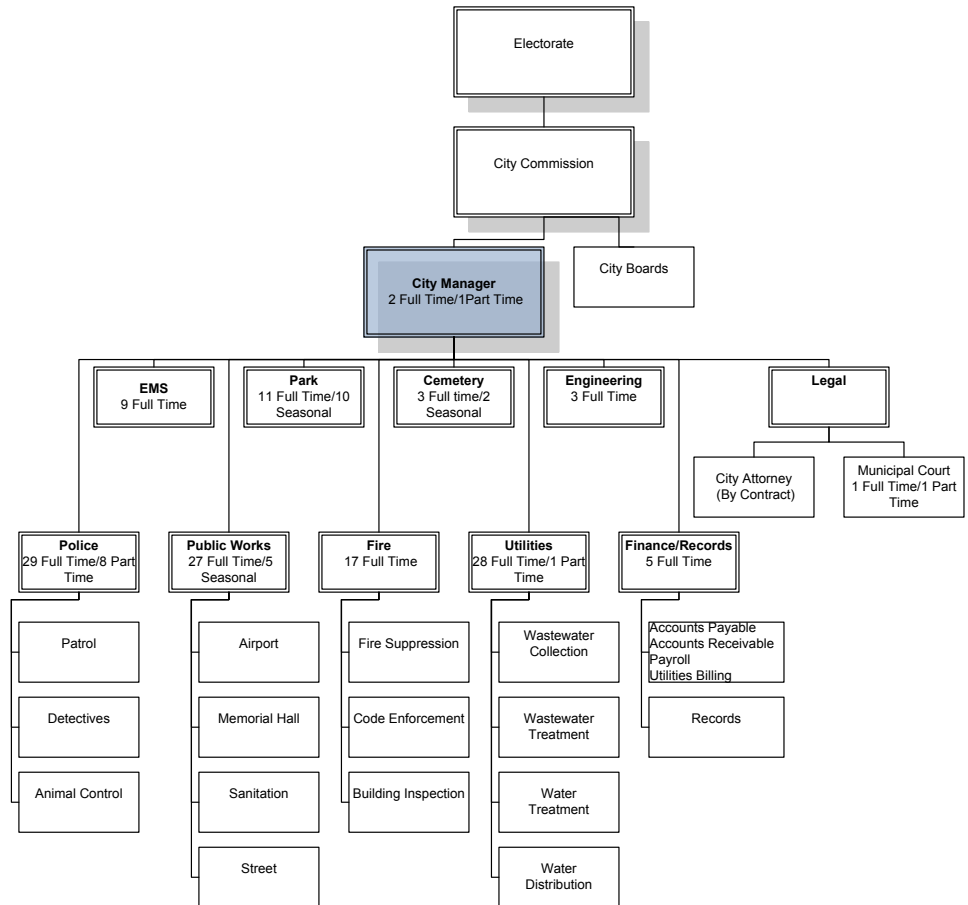 Electorate
City Commission
City Manager
2 Full Time/1Part Time
City Boards
EMS
9 Full Time
Park
11 Full Time/10
Seasonal
Cemetery
3 Full time/2
Seasonal
Engineering
3 Full Time
Legal
City Attorney
(By Contract)
Municipal Court
1 Full Time/1 Part
Time
Police
29 Full Time/8 Part
Time
Public Works
27 Full Time/5
Seasonal
Fire
17 Full Time
Utilities
28 Full Time/1 Part
Time
Finance/Records
5 Full Time
Patrol
Airport
Fire Suppression
Wastewater
Collection
Accounts Payable
Accounts Receivable
Payroll
Utilities Billing
Detectives
Memorial Hall
Code Enforcement
Wastewater
Treatment
Records
Animal Control
Sanitation
Building Inspection
Water
Treatment
Street
Water
Distribution